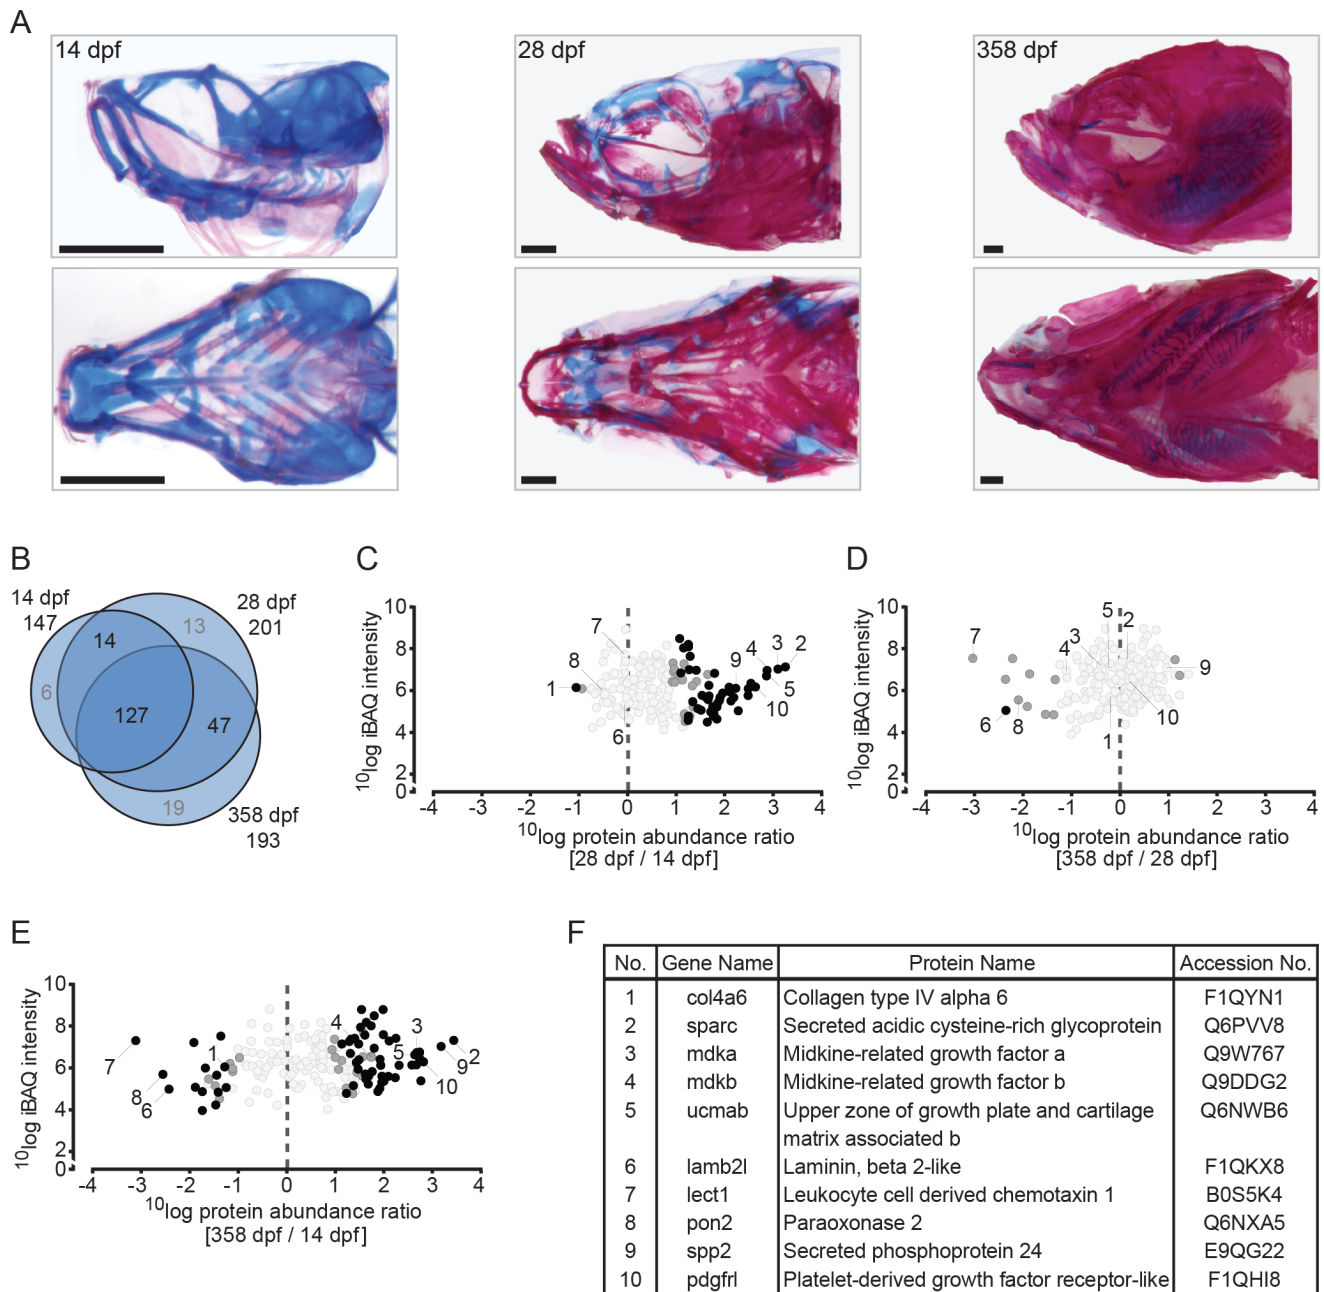 A
14 dpf
28 dpf
358 dpf
B
14 dpf
147
28 dpf
201
14
13
6
127
47
19
358 dpf
193
C
10log iBAQ intensity
10
8
6
4
2
0
7
8
1
6
4
3
2
9
5
10
-4 -3 -2 -1 0 1 2 3 4
10log protein abundance ratio
[28 dpf / 14 dpf]
D
10log iBAQ intensity
10
8
6
4
2
0
7
5
2
3
4
9
6
8
10
1
-4 -3 -2 -1 0 1 2 3 4
10log protein abundance ratio
[358 dpf / 28 dpf]
E
10log iBAQ intensity
10
8
6
4
2
0
7
1
8
6
4
3
5
9
2
10
-4 -3 -2 -1 0 1 2 3 4
10log protein abundance ratio
[358 dpf / 14 dpf]
F
No. Gene Name Protein Name Accession No.
1 col4a6 Collagen type IV alpha 6 F1QYN1
2 sparc Secreted acidic cysteine-rich glycoprotein Q6PVV8
3 mdka Midkine-related growth factor a Q9W767
4 mdkb Midkine-related growth factor b Q9DDG2
5 ucmab Upper zone of growth plate and cartilage Q6NWB6
matrix associated b
6 lamb2l Laminin, beta 2-like F1QKX8
7 lect1 Leukocyte cell derived chemotaxin 1 B0S5K4
8 pon2 Paraoxonase 2 Q6NXA5
9 spp2 Secreted phosphoprotein 24 E9QG22
10 pdgfrl Platelet-derived growth factor receptor-like F1QHI8